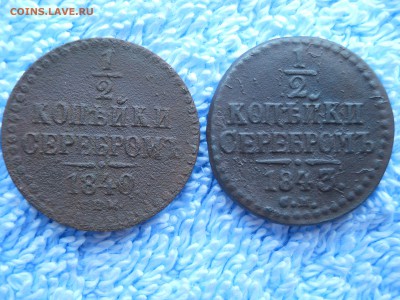 COINS.LAVE.RU
1
2
КОПѢЙКИ
СЕРЕБРОМЪ
1840
1
2
КОПѢЙКИ
СЕРЕБРОМЪ
1843
С.М.